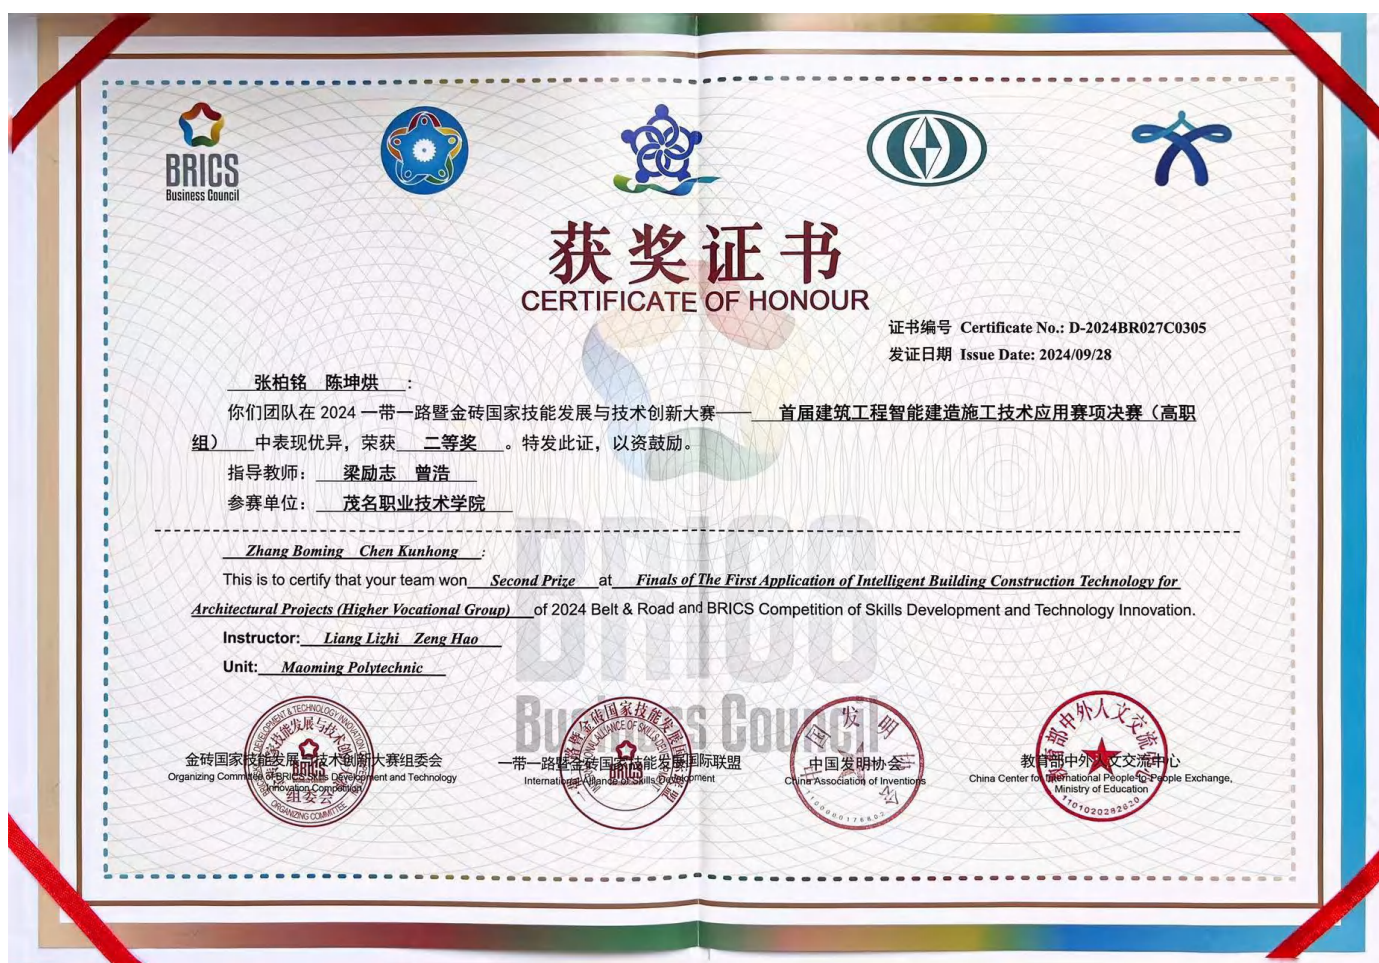 BRICS
Business Council
获奖证书
CERTIFICATE OF HONOUR
证书编号 Certificate No.: D-2024BR027C0305
发证日期 Issue Date: 2024/09/28
张柏铭 陈坤烘 :
你们团队在 2024 一带一路暨金砖国家技能发展与技术创新大赛—— 首届建筑工程智能建造施工技术应用赛项决赛（高职
组） 中表现优异，荣获 二等奖 。特发此证，以资鼓励。
指导教师： 梁励志 曾浩
参赛单位： 茂名职业技术学院
Zhang Boming Chen Kunhong :
This is to certify that your team won Second Prize at Finals of The First Application of Intelligent Building Construction Technology for
Architectural Projects (Higher Vocational Group) of 2024 Belt & Road and BRICS Competition of Skills Development and Technology Innovation.
Instructor: Liang Lizhi Zeng Hao
Unit: Maoming Polytechnic
BRICS
Business Council
金砖国家技能发展与技术创新大赛组委会
Organizing Committee of BRICS Skills Development and Technology
Innovation Competition
组委会
ORGANIZING COMMITTEE
一带一路暨金砖国家技能发展国际联盟
International Alliance of Skills Development
BRICS
中国发明协会
China Association of Inventions
教育部中外人文交流中心
China Center for International People-to-People Exchange,
Ministry of Education
1101020282620